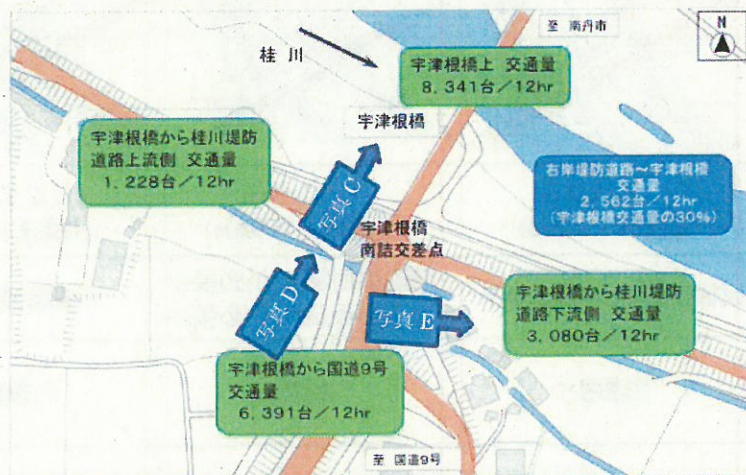 至 南丹市
N
桂 川
宇津根橋上 交通量
8,341台/12hr
宇津根橋
宇津根橋から桂川堤防
道路上流側 交通量
1,228台/12hr
写真C
右岸堤防道路~宇津根橋
交通量
2,562台/12hr
(宇津根橋交通量の30%)
宇津根橋
南詰交差点
写真D
写真E
宇津根橋から桂川堤防
道路下流側 交通量
3,080台/12hr
宇津根橋から国道9号
交通量
6,391台/12hr
至 国道9号